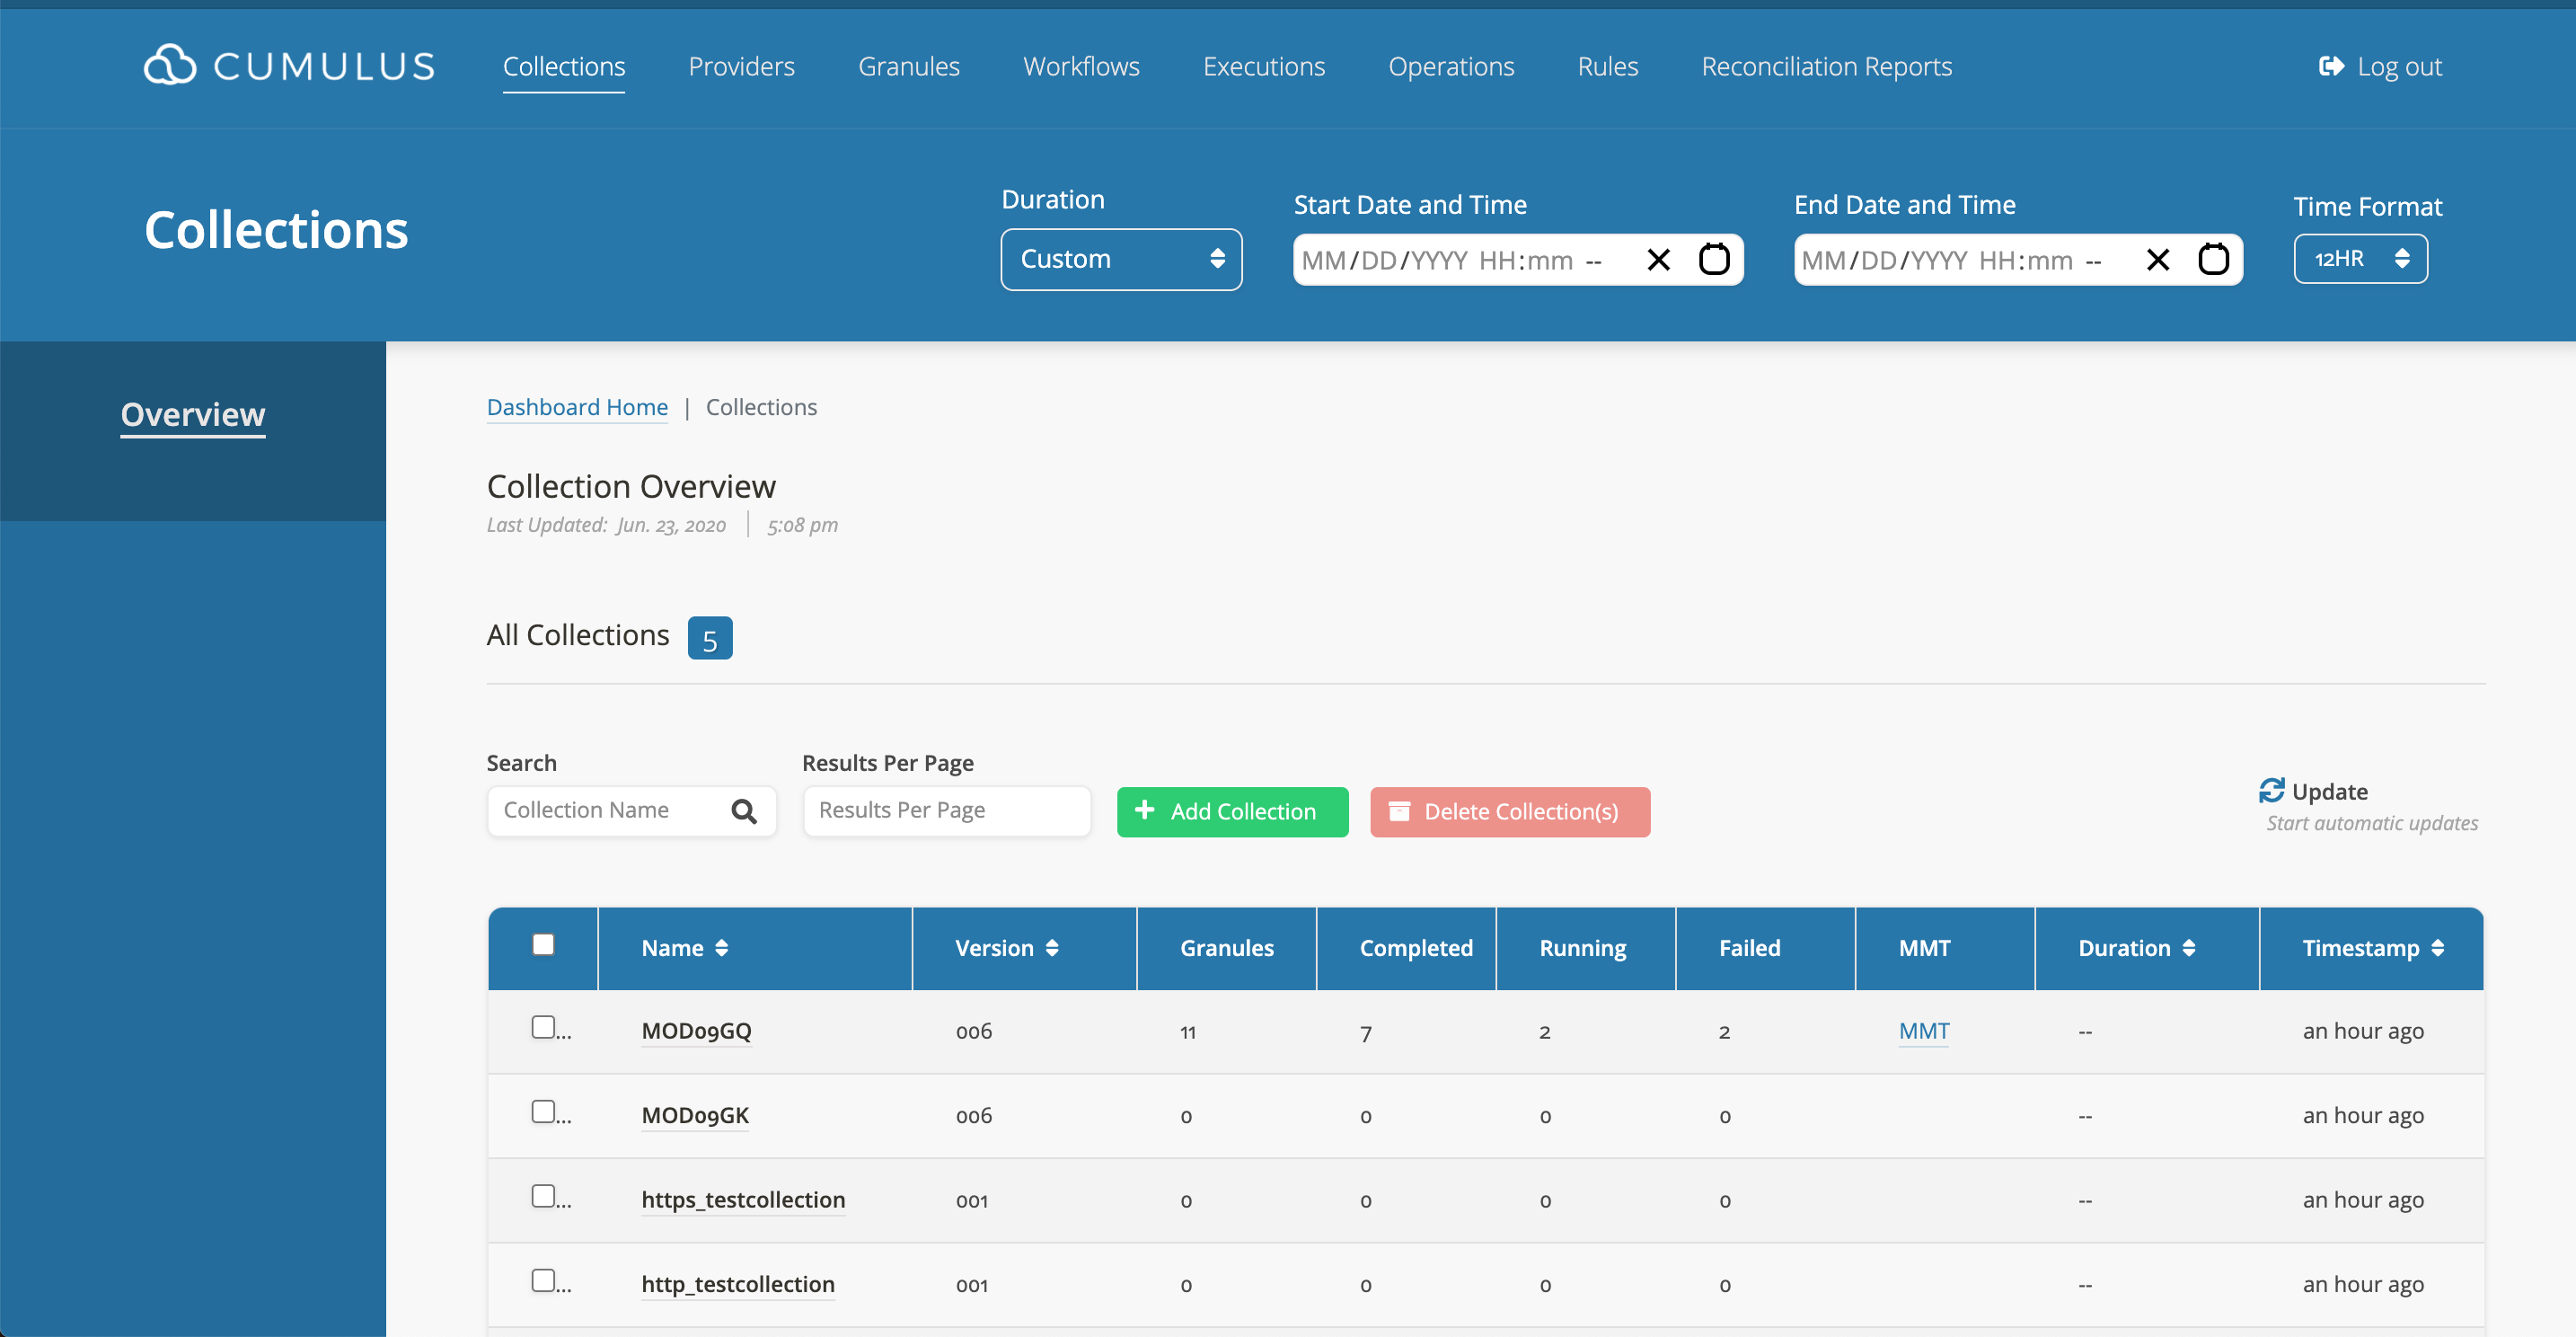 CUMULUS Collections Providers Granules Workflows Executions Operations Rules Reconciliation Reports Log out
Collections
Duration Start Date and Time End Date and Time Time Format
Custom MM/DD/YYYY HH:mm -- MM/DD/YYYY HH:mm -- 12HR
Overview
Dashboard Home | Collections
Collection Overview
Last Updated: Jun. 23, 2020 5:08 pm
All Collections 5
Search Results Per Page
Collection Name Results Per Page Add Collection Delete Collection(s) Update
Start automatic updates
Name Version Granules Completed Running Failed MMT Duration Timestamp
... MOD09GQ 006 11 7 2 2 MMT -- an hour ago
... MOD09GK 006 0 0 0 0 -- an hour ago
... https_testcollection 001 0 0 0 0 -- an hour ago
... http_testcollection 001 0 0 0 0 -- an hour ago